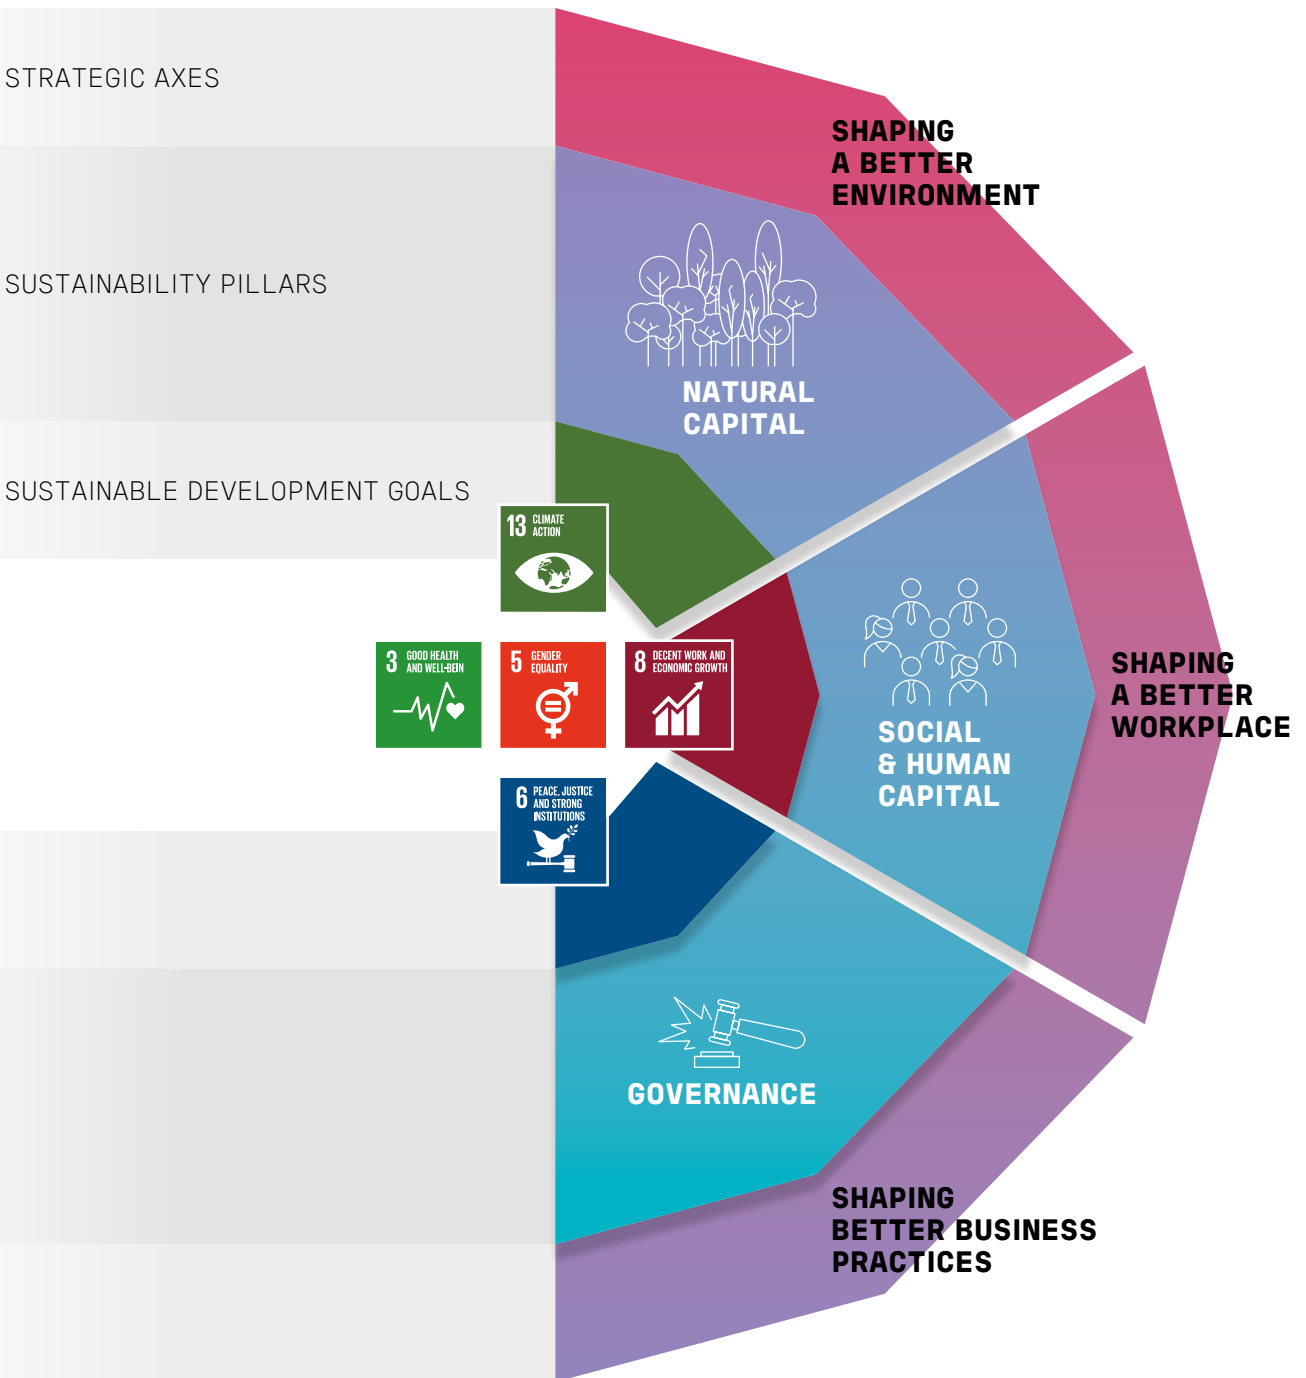 STRATEGIC AXES
SHAPING
A BETTER
ENVIRONMENT
SUSTAINABILITY PILLARS
NATURAL
CAPITAL
SUSTAINABLE DEVELOPMENT GOALS
13 CLIMATE
ACTION
3 GOOD HEALTH
AND WELL-BEIN
5 GENDER
EQUALITY
8 DECENT WORK AND
ECONOMIC GROWTH
SOCIAL
& HUMAN
CAPITAL
SHAPING
A BETTER
WORKPLACE
6 PEACE, JUSTICE
AND STRONG
INSTITUTIONS
GOVERNANCE
SHAPING
BETTER BUSINESS
PRACTICES